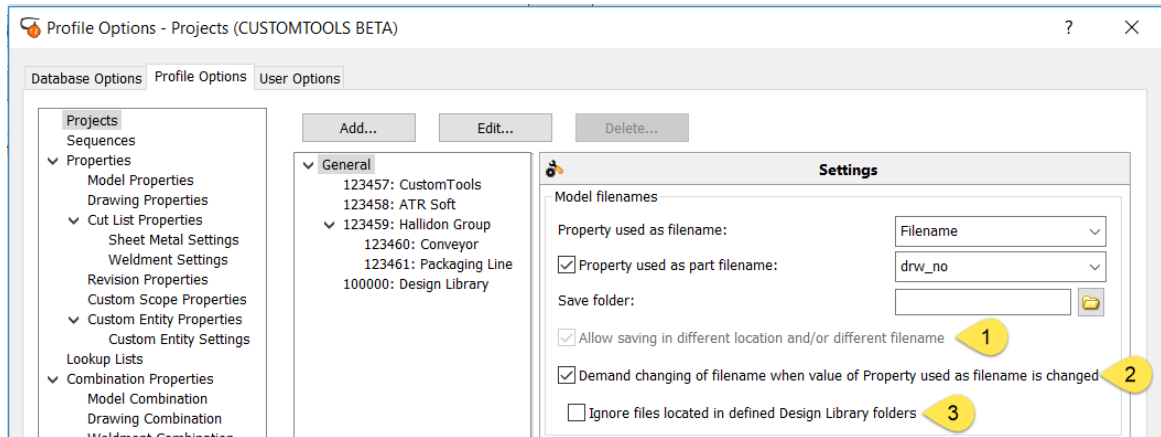 Profile Options - Projects (CUSTOMTOOLS BETA)
?
Database Options
Profile Options
User Options
Projects
Sequences
Properties
Model Properties
Drawing Properties
Cut List Properties
Sheet Metal Settings
Weldment Settings
Revision Properties
Custom Scope Properties
Custom Entity Properties
Custom Entity Settings
Lookup Lists
Combination Properties
Model Combination
Drawing Combination
Weldment Combination
Add...
Edit...
Delete...
General
123457: CustomTools
123458: ATR Soft
123459: Hallidon Group
123460: Conveyor
123461: Packaging Line
100000: Design Library
Settings
Model filenames
Property used as filename:
Filename
Property used as part filename:
drw_no
Save folder:
Allow saving in different location and/or different filename
1
Demand changing of filename when value of Property used as filename is changed
2
Ignore files located in defined Design Library folders
3